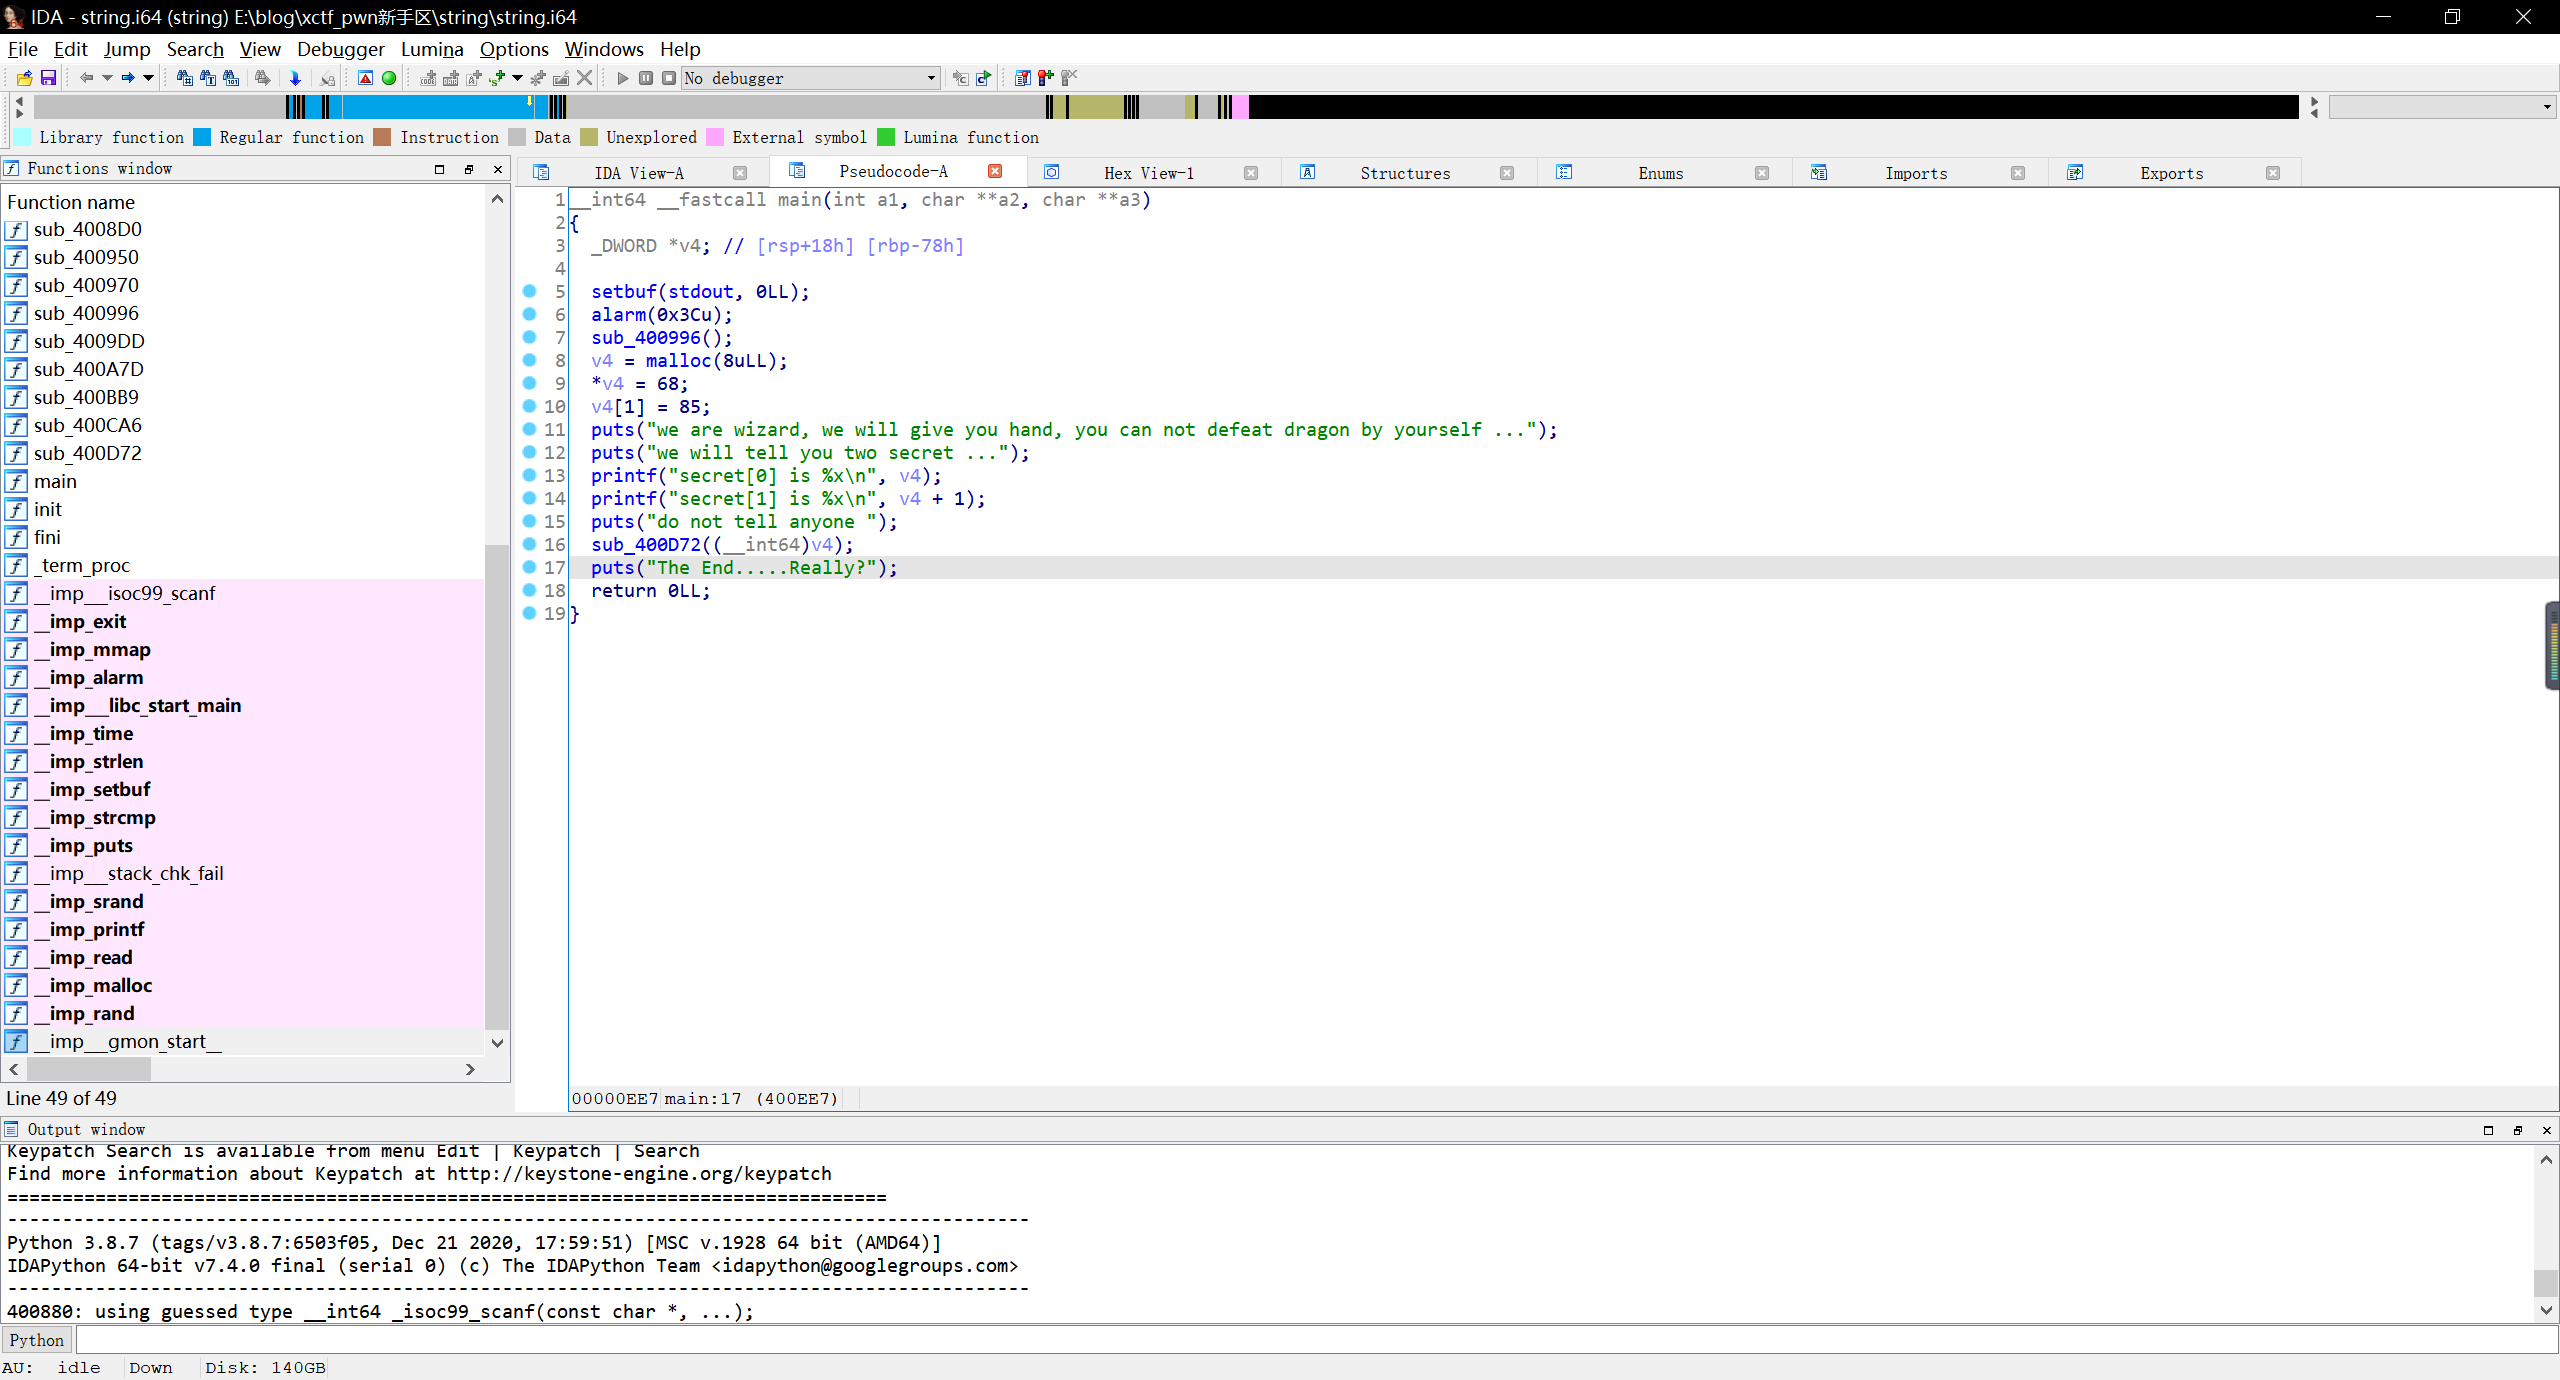 IDA - string.i64 (string) E:\blog\xctf_pwn新手区\string\string.i64
File Edit Jump Search View Debugger Lumina Options Windows Help
No debugger
Library function Regular function Instruction Data Unexplored External symbol Lumina function
Functions window
Function name
sub_4008D0
sub_400950
sub_400970
sub_400996
sub_4009DD
sub_400A7D
sub_400BB9
sub_400CA6
sub_400D72
main
init
fini
_term_proc
__imp___isoc99_scanf
__imp_exit
__imp_mmap
__imp_alarm
__imp___libc_start_main
__imp_time
__imp_strlen
__imp_setbuf
__imp_strcmp
__imp_puts
__imp___stack_chk_fail
__imp_srand
__imp_printf
__imp_read
__imp_malloc
__imp_rand
__imp___gmon_start__
Line 49 of 49
IDA View-A Pseudocode-A Hex View-1 Structures Enums Imports Exports
1 __int64 __fastcall main(int a1, char **a2, char **a3)
2 {
3 _DWORD *v4; // [rsp+18h] [rbp-78h]
4
5 setbuf(stdout, 0LL);
6 alarm(0x3Cu);
7 sub_400996();
8 v4 = malloc(8uLL);
9 *v4 = 68;
10 v4[1] = 85;
11 puts("we are wizard, we will give you hand, you can not defeat dragon by yourself ...");
12 puts("we will tell you two secret ...");
13 printf("secret[0] is %x\n", v4);
14 printf("secret[1] is %x\n", v4 + 1);
15 puts("do not tell anyone ");
16 sub_400D72((__int64)v4);
17 puts("The End.....Really?");
18 return 0LL;
19 }
00000EE7 main:17 (400EE7)
Output window
Keypatch Search is available from menu Edit | Keypatch | Search
Find more information about Keypatch at http://keystone-engine.org/keypatch
================================================================================
---------------------------------------------------------------------------------------------
Python 3.8.7 (tags/v3.8.7:6503f05, Dec 21 2020, 17:59:51) [MSC v.1928 64 bit (AMD64)]
IDAPython 64-bit v7.4.0 final (serial 0) (c) The IDAPython Team <idapython@googlegroups.com>
---------------------------------------------------------------------------------------------
400880: using guessed type __int64 _isoc99_scanf(const char *, ...);
Python
AU: idle Down Disk: 140GB